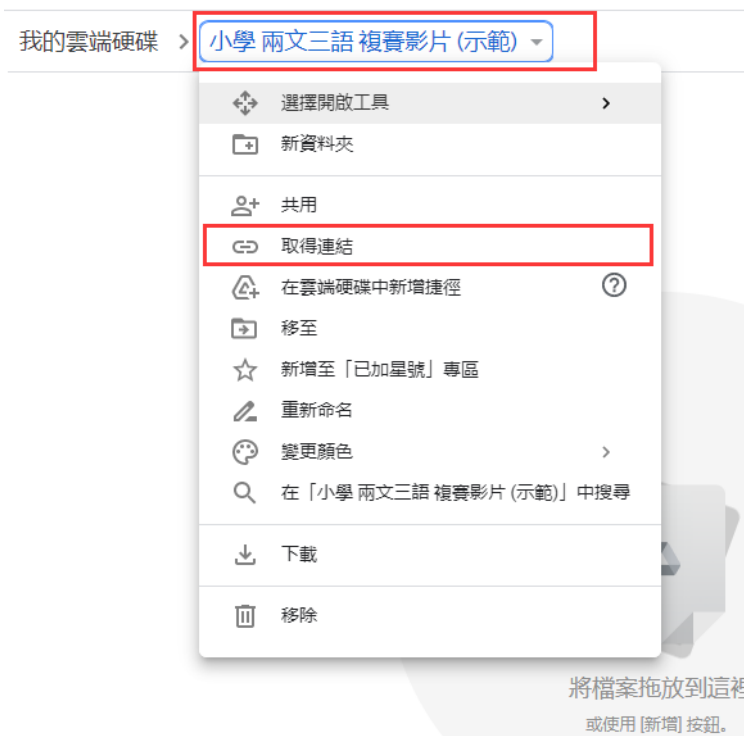 我的雲端硬碟 > 小學 兩文三語 複賽影片 (示範)
選擇開啟工具
新資料夾
共用
取得連結
在雲端硬碟中新增捷徑
移至
新增至「已加星號」專區
重新命名
變更顏色
在「小學 兩文三語 複賽影片 (示範)」中搜尋
下載
移除
將檔案拖放到這裡
或使用 [新增] 按鈕。